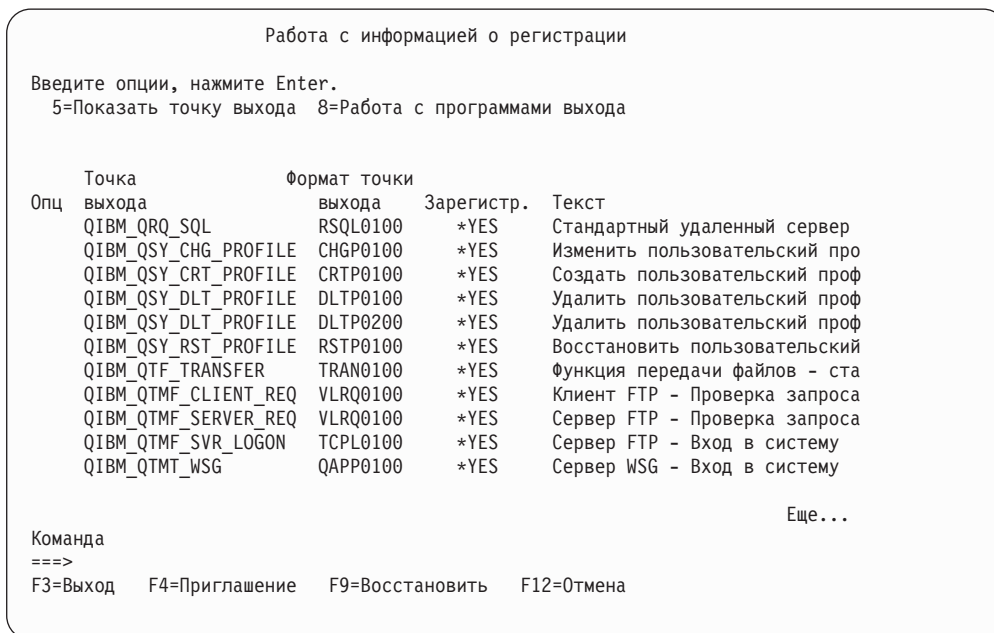 Работа с информацией о регистрации
Введите опции, нажмите Enter.
5=Показать точку выхода 8=Работа с программами выхода
Точка Формат точки
Опц выхода выхода Зарегистр. Текст
QIBM_QRQ_SQL RSQL0100 *YES Стандартный удаленный сервер
QIBM_QSY_CHG_PROFILE CHGP0100 *YES Изменить пользовательский про
QIBM_QSY_CRT_PROFILE CRTP0100 *YES Создать пользовательский проф
QIBM_QSY_DLT_PROFILE DLTP0100 *YES Удалить пользовательский проф
QIBM_QSY_DLT_PROFILE DLTP0200 *YES Удалить пользовательский проф
QIBM_QSY_RST_PROFILE RSTP0100 *YES Восстановить пользовательский
QIBM_QTF_TRANSFER TRAN0100 *YES Функция передачи файлов - ста
QIBM_QTMF_CLIENT_REQ VLRQ0100 *YES Клиент FTP - Проверка запроса
QIBM_QTMF_SERVER_REQ VLRQ0100 *YES Сервер FTP - Проверка запроса
QIBM_QTMF_SVR_LOGON TCPL0100 *YES Сервер FTP - Вход в систему
QIBM_QTMT_WSG QAPP0100 *YES Сервер WSG - Вход в систему
Еще...
Команда
===>
F3=Выход F4=Приглашение F9=Восстановить F12=Отмена